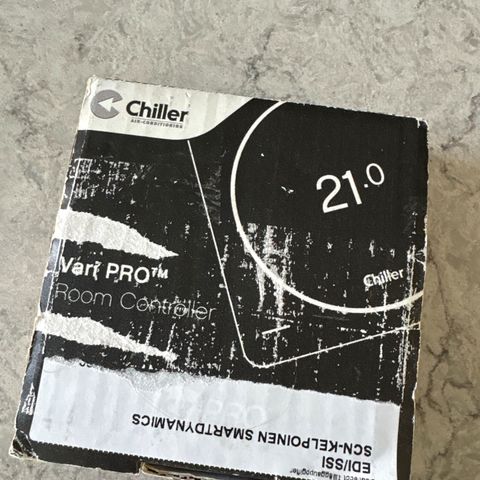 Chiller
AIR-CONDITIONING
21.0
Chiller
Vari PRO™
Room Controller
SCN-KELPOINEN SMARTDYNAMICS
EDI/SSI